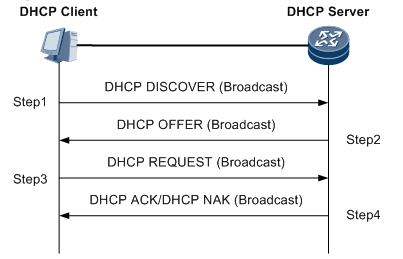 DHCP Client
DHCP Server
DHCP DISCOVER (Broadcast)
Step1
DHCP OFFER (Broadcast)
Step2
DHCP REQUEST (Broadcast)
Step3
DHCP ACK/DHCP NAK (Broadcast)
Step4